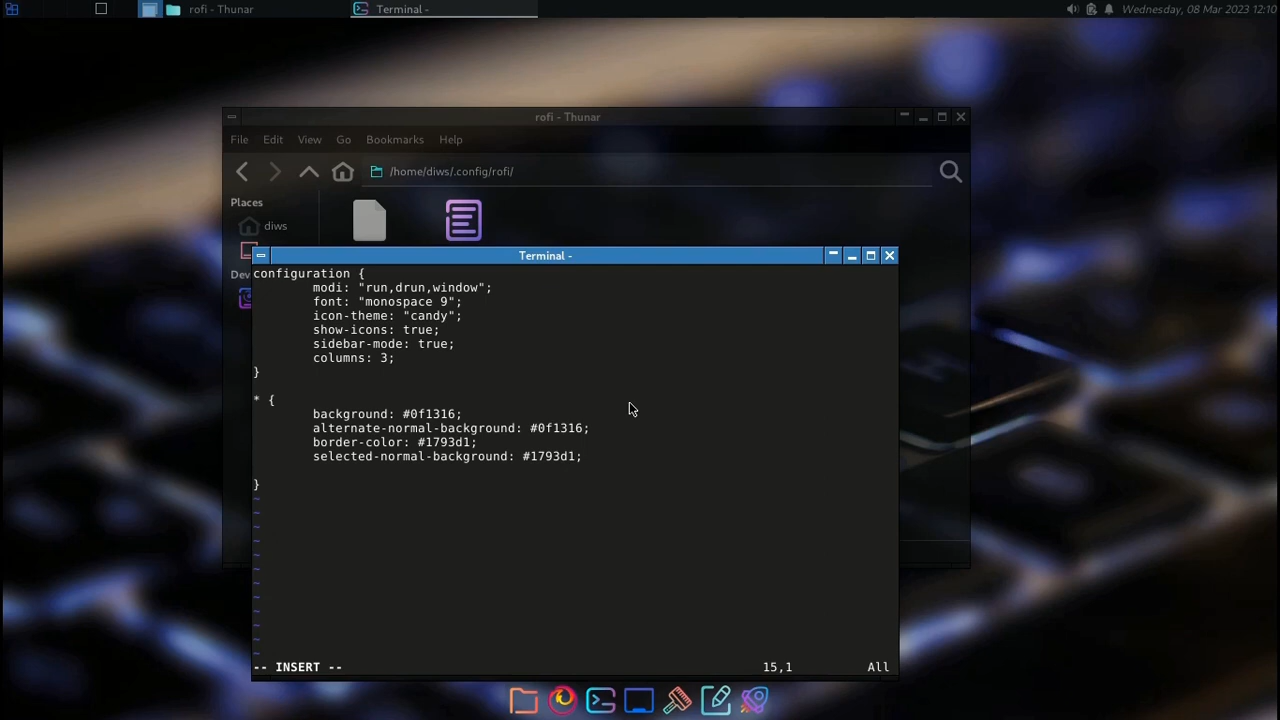 rofi - Thunar
Terminal -
Wednesday, 08 Mar 2023 12:10
rofi - Thunar
File Edit View Go Bookmarks Help
/home/diws/.config/rofi/
Places
diws
Dev
Terminal -
configuration {
modi: "run,drun,window";
font: "monospace 9";
icon-theme: "candy";
show-icons: true;
sidebar-mode: true;
columns: 3;
}
* {
background: #0f1316;
alternate-normal-background: #0f1316;
border-color: #1793d1;
selected-normal-background: #1793d1;
}
~
~
~
~
~
~
~
~
~
~
~
~
-- INSERT --
15,1
All